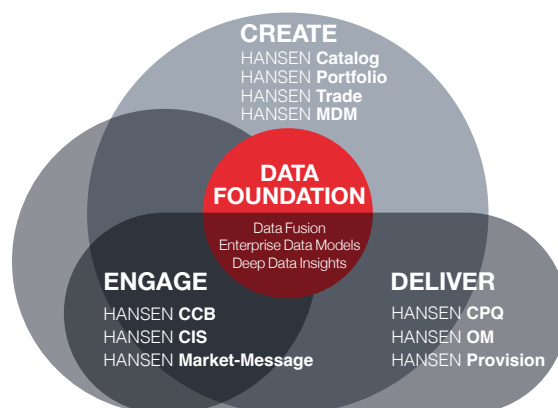 CREATE
HANSEN Catalog
HANSEN Portfolio
HANSEN Trade
HANSEN MDM
DATA
FOUNDATION
Data Fusion
Enterprise Data Models
Deep Data Insights
ENGAGE
HANSEN CCB
HANSEN CIS
HANSEN Market-Message
DELIVER
HANSEN CPQ
HANSEN OM
HANSEN Provision